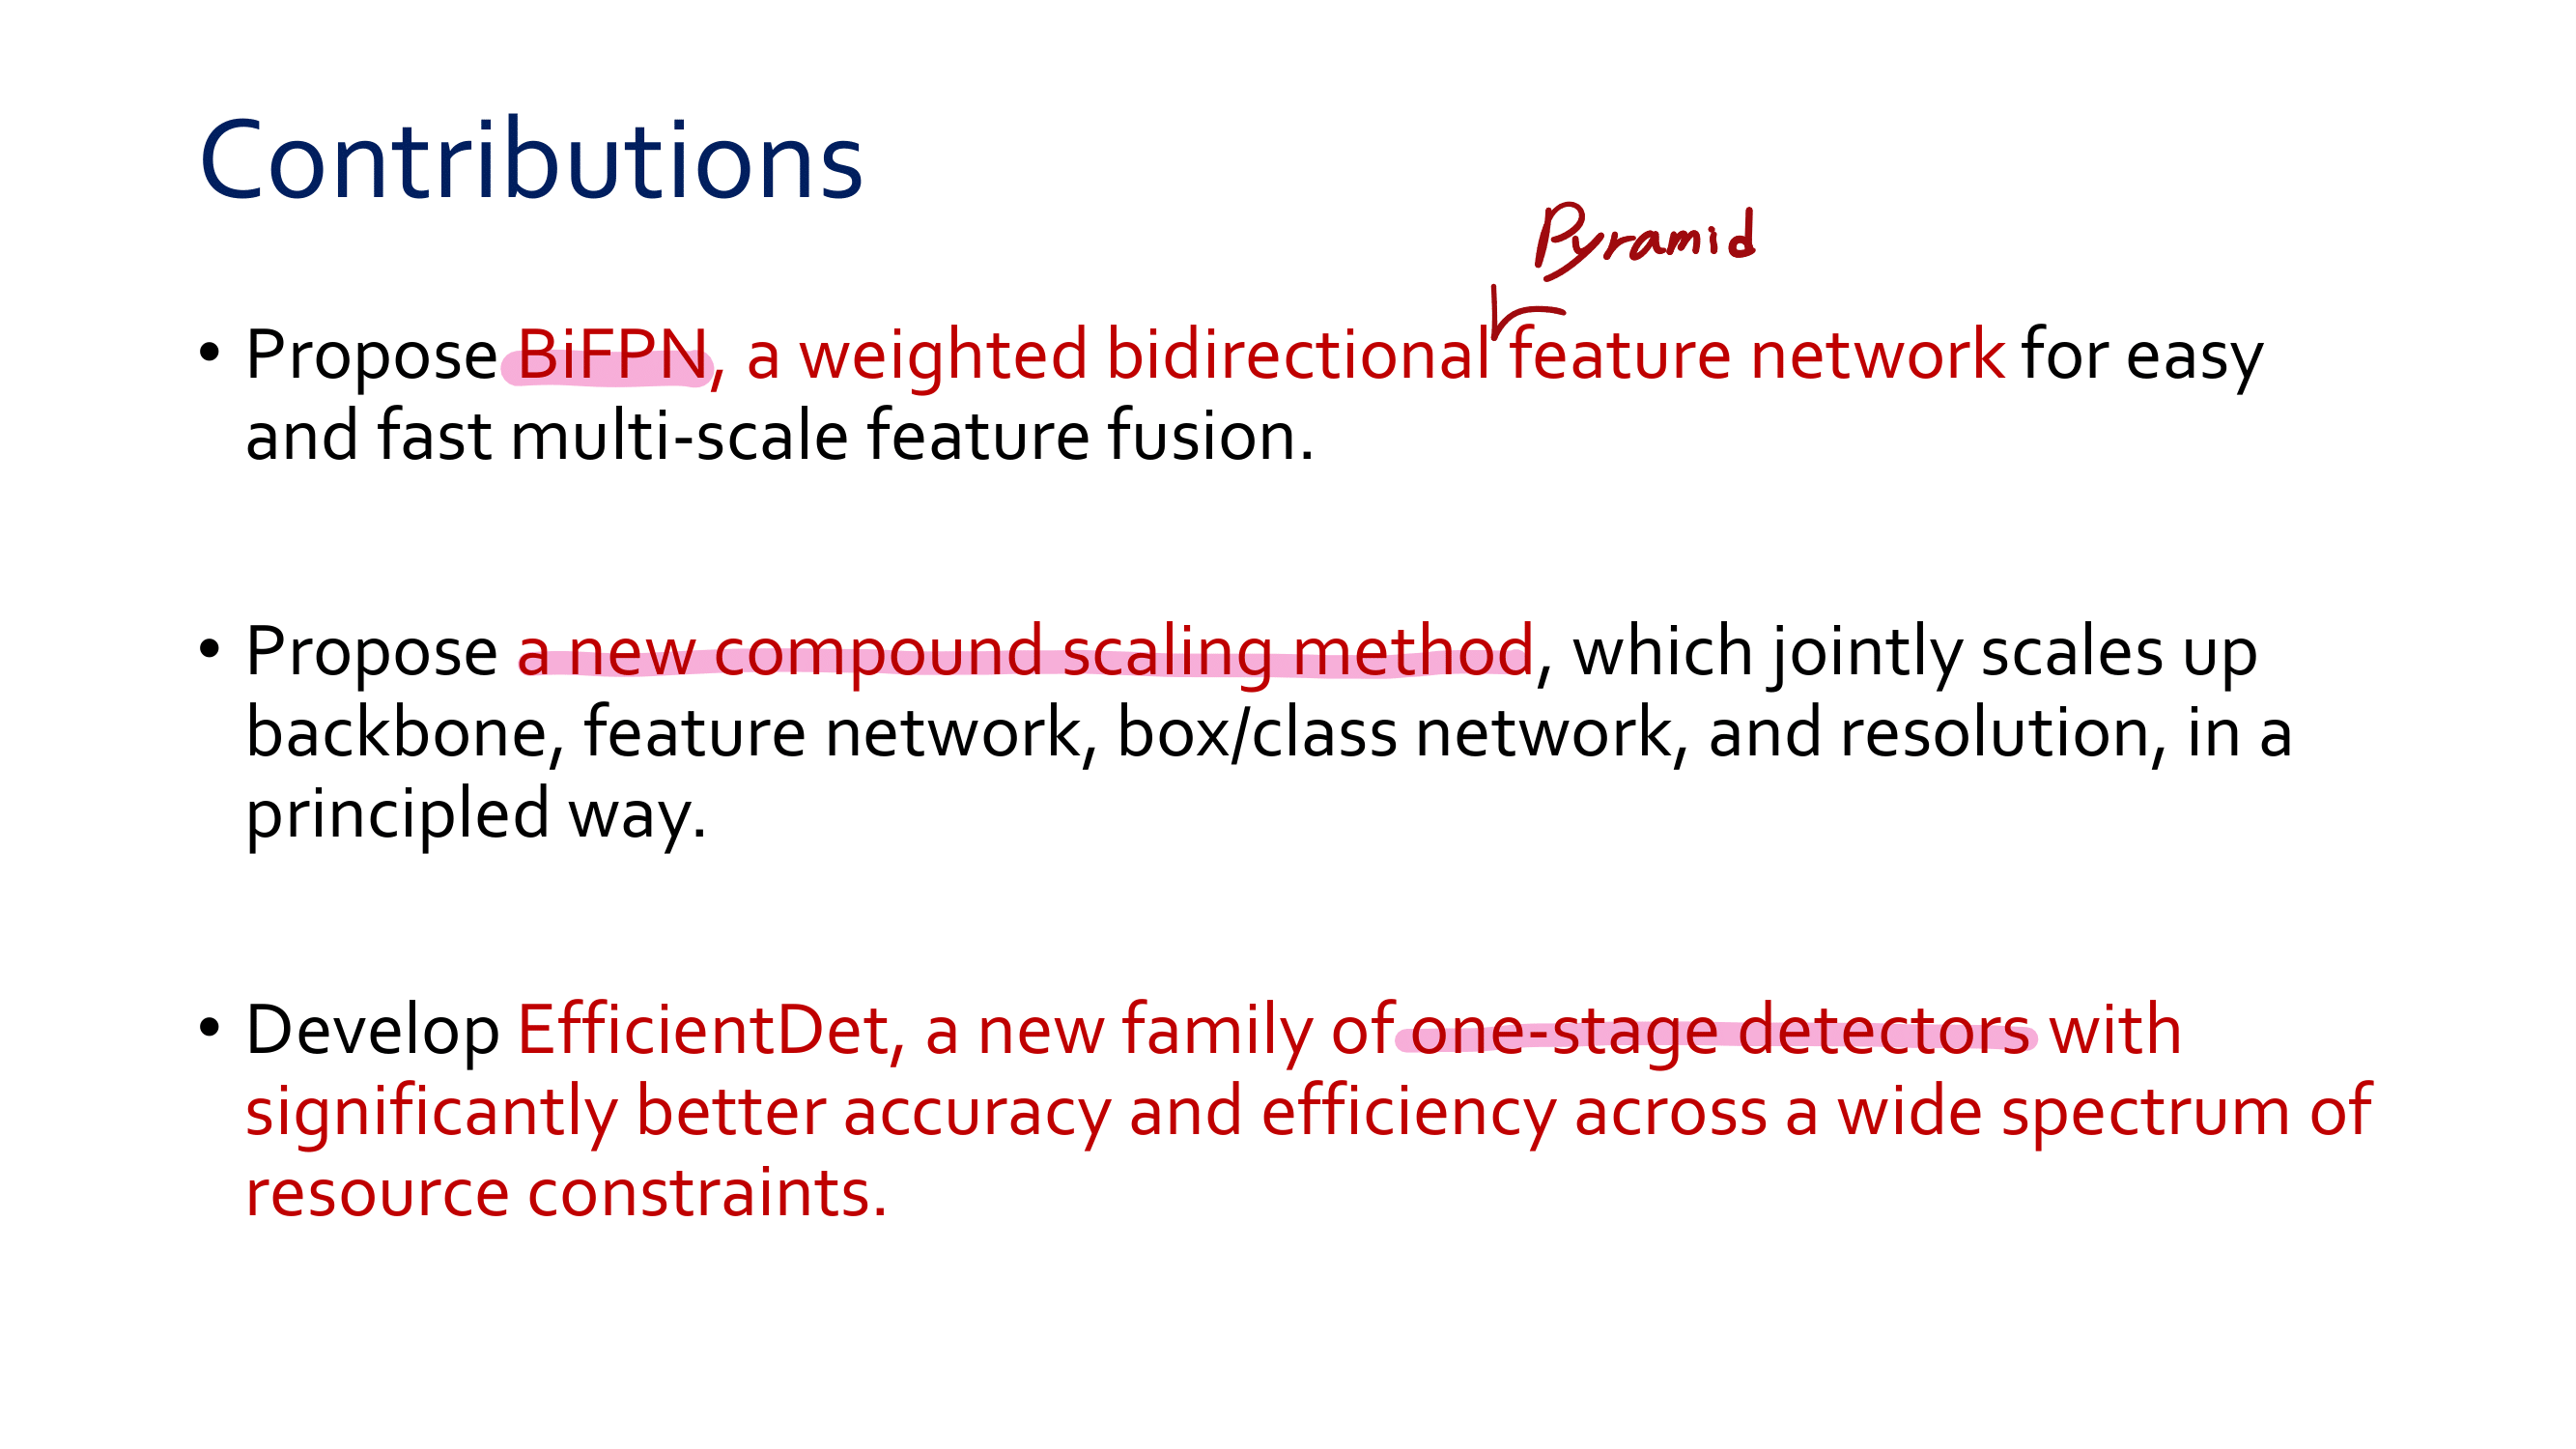 Contributions
Pyramid
• Propose BiFPN, a weighted bidirectional feature network for easy
and fast multi-scale feature fusion.
• Propose a new compound scaling method, which jointly scales up
backbone, feature network, box/class network, and resolution, in a
principled way.
• Develop EfficientDet, a new family of one-stage detectors with
significantly better accuracy and efficiency across a wide spectrum of
resource constraints.